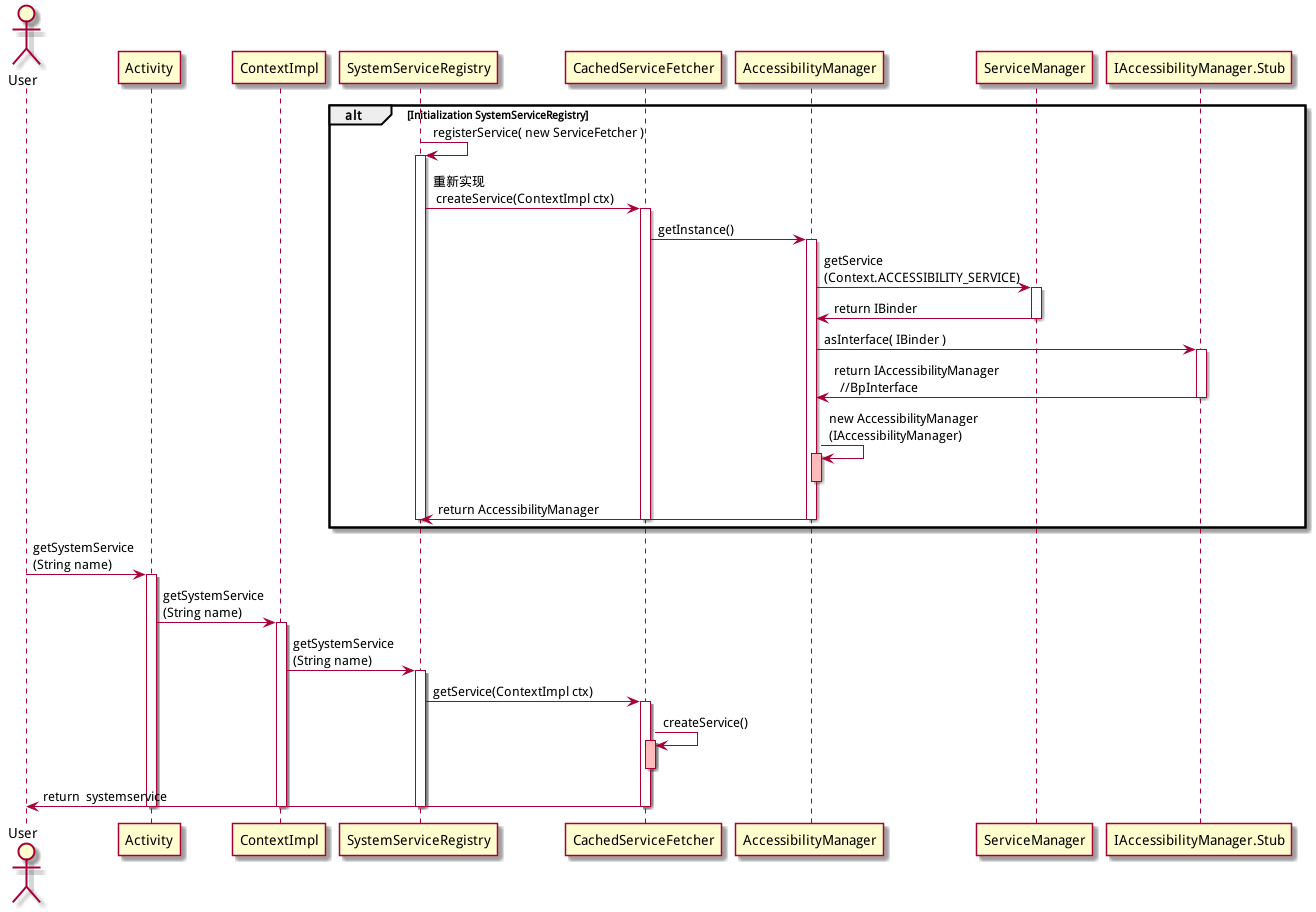 User
Activity
ContextImpl
SystemServiceRegistry
CachedServiceFetcher
AccessibilityManager
ServiceManager
IAccessibilityManager.Stub
alt
[Initialization SystemServiceRegistry]
registerService( new ServiceFetcher )
重新实现
createService(ContextImpl ctx)
getInstance()
getService
(Context.ACCESSIBILITY_SERVICE)
return IBinder
asInterface( IBinder )
return IAccessibilityManager
//BpInterface
new AccessibilityManager
(IAccessibilityManager)
return AccessibilityManager
getSystemService
(String name)
getSystemService
(String name)
getSystemService
(String name)
getService(ContextImpl ctx)
createService()
return  systemservice
User
Activity
ContextImpl
SystemServiceRegistry
CachedServiceFetcher
AccessibilityManager
ServiceManager
IAccessibilityManager.Stub